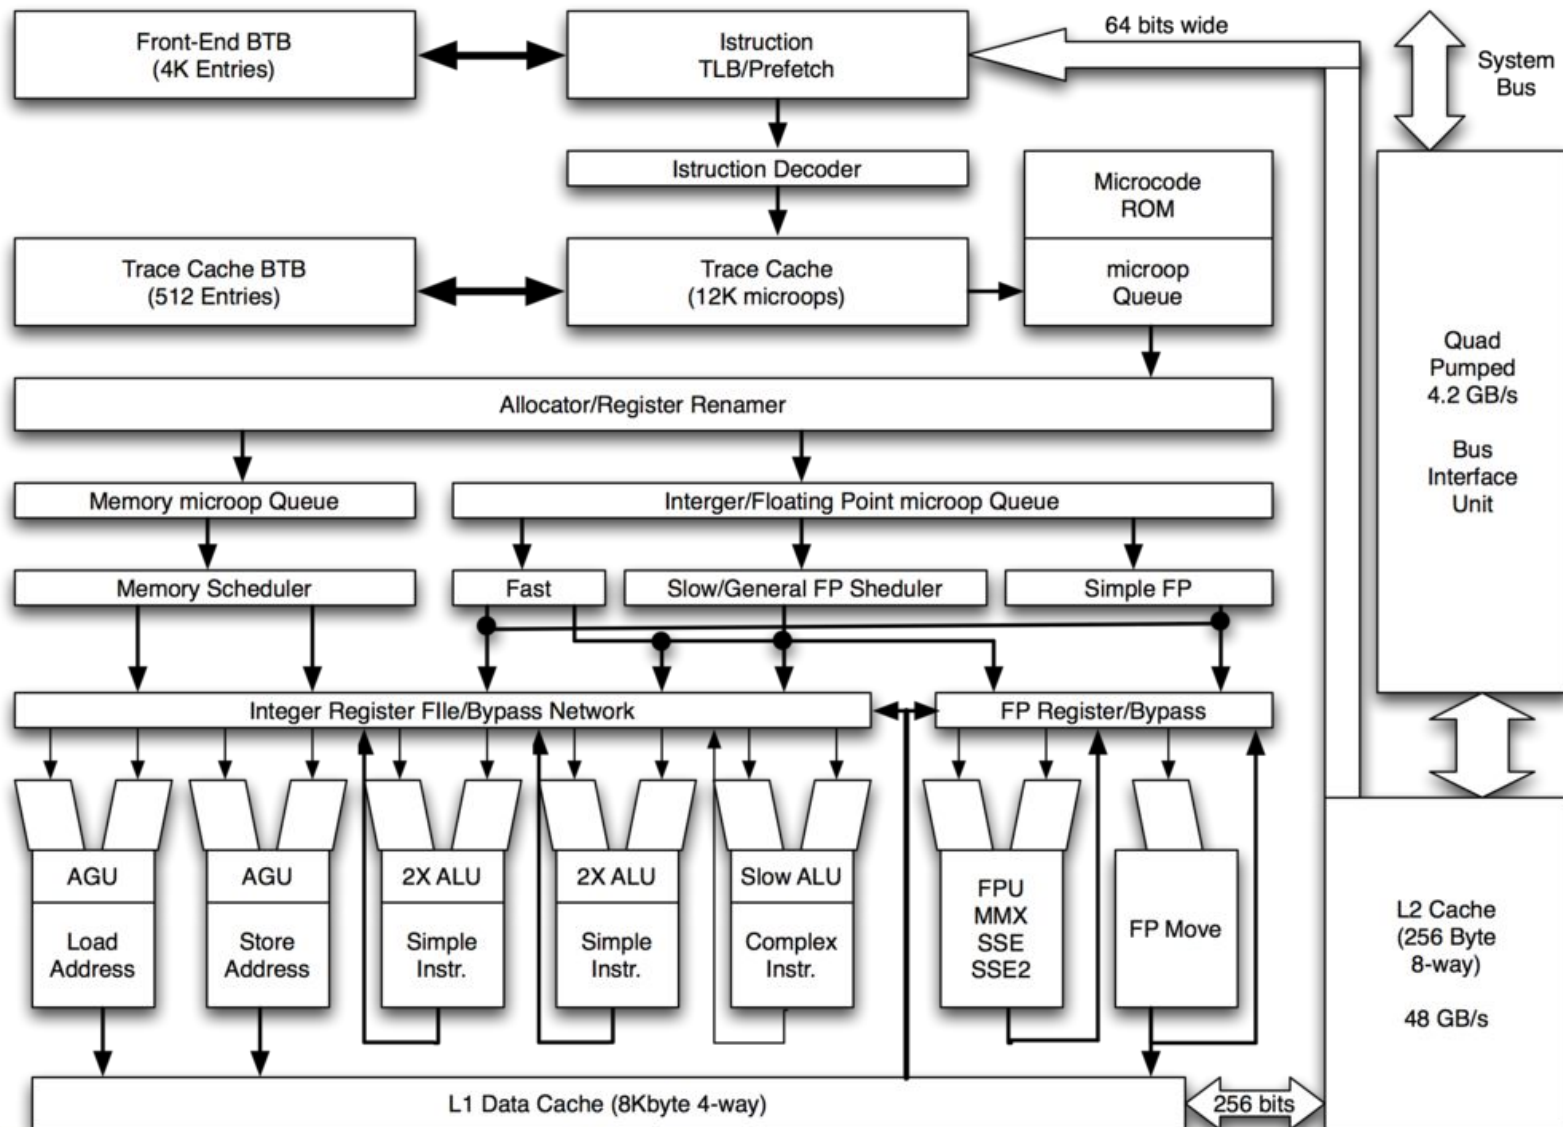 Front-End BTB
(4K Entries)
Istruction
TLB/Prefetch
64 bits wide
System
Bus
Istruction Decoder
Microcode
ROM
Trace Cache BTB
(512 Entries)
Trace Cache
(12K microops)
microop
Queue
Quad
Pumped
4.2 GB/s
Bus
Interface
Unit
Allocator/Register Renamer
Memory microop Queue
Interger/Floating Point microop Queue
Memory Scheduler
Fast
Slow/General FP Sheduler
Simple FP
Integer Register FIle/Bypass Network
FP Register/Bypass
AGU
Load
Address
AGU
Store
Address
2X ALU
Simple
Instr.
2X ALU
Simple
Instr.
Slow ALU
Complex
Instr.
FPU
MMX
SSE
SSE2
FP Move
L2 Cache
(256 Byte
8-way)
48 GB/s
L1 Data Cache (8Kbyte 4-way)
256 bits